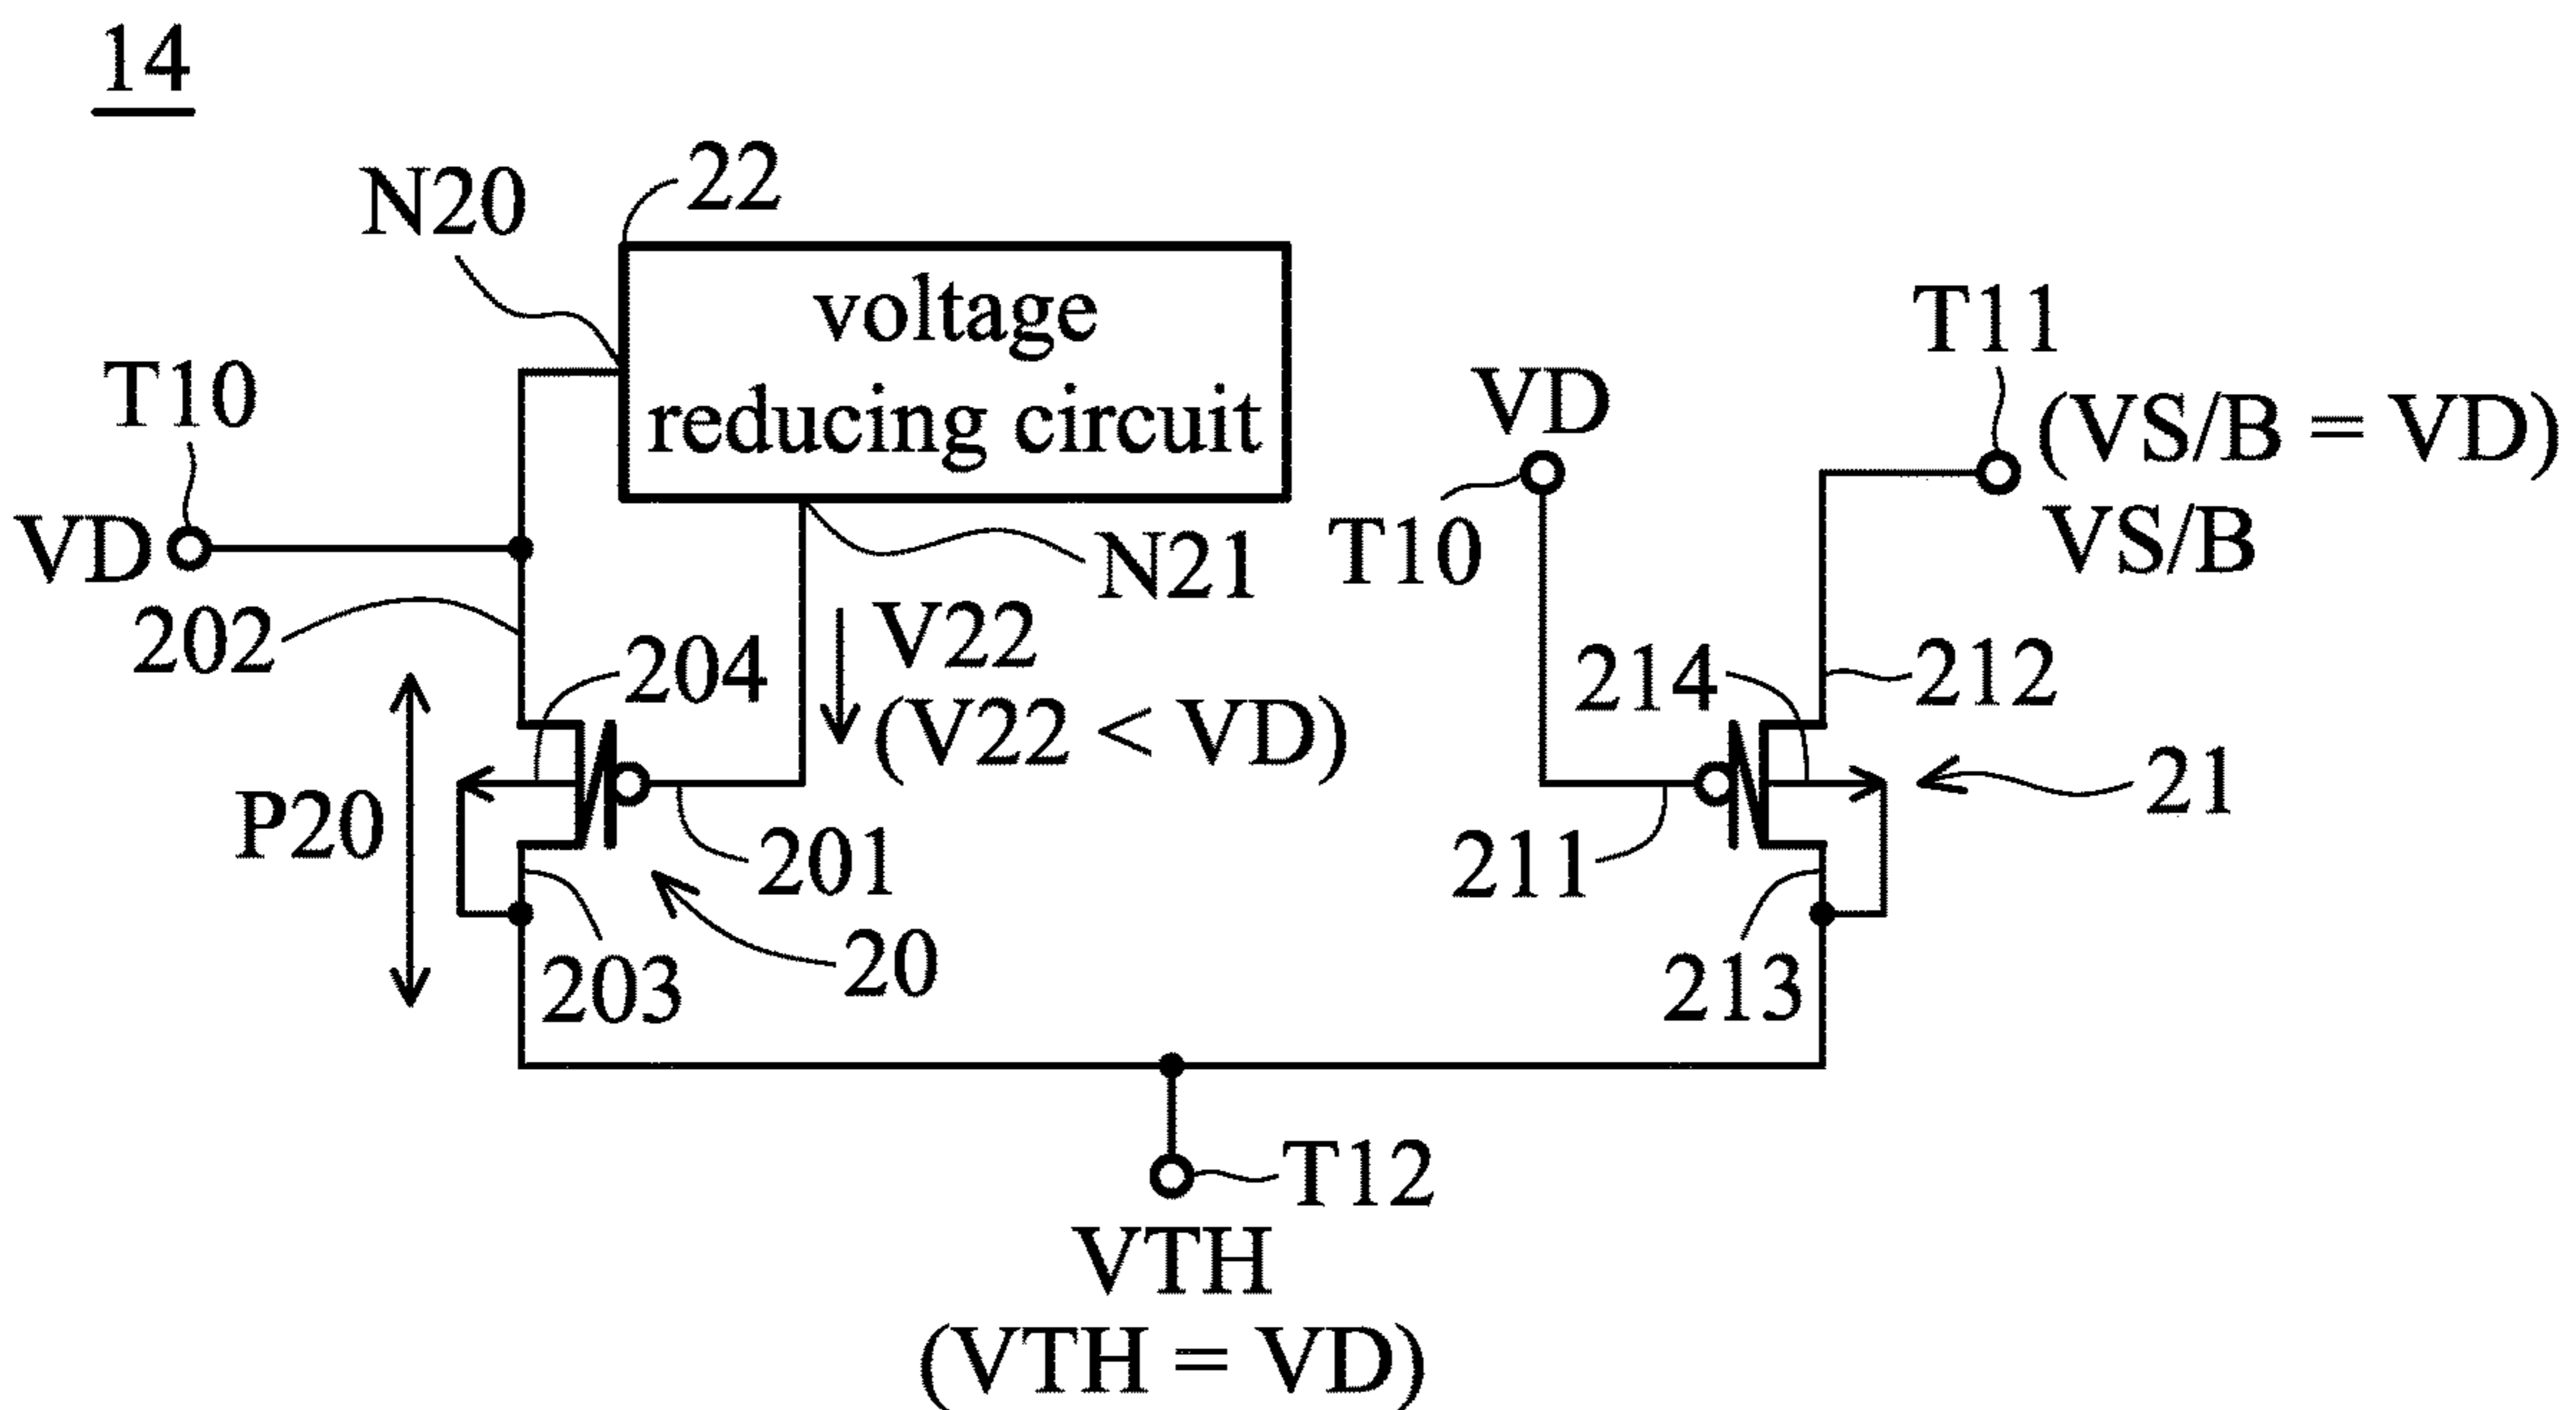 14
22
N20
voltage
reducing circuit
T10
VD
T11
(VS/B = VD)
VS/B
VD
T10
N21
202
V22
(V22 < VD)
204
214
212
P20
201
211
21
20
203
213
T12
VTH
(VTH = VD)